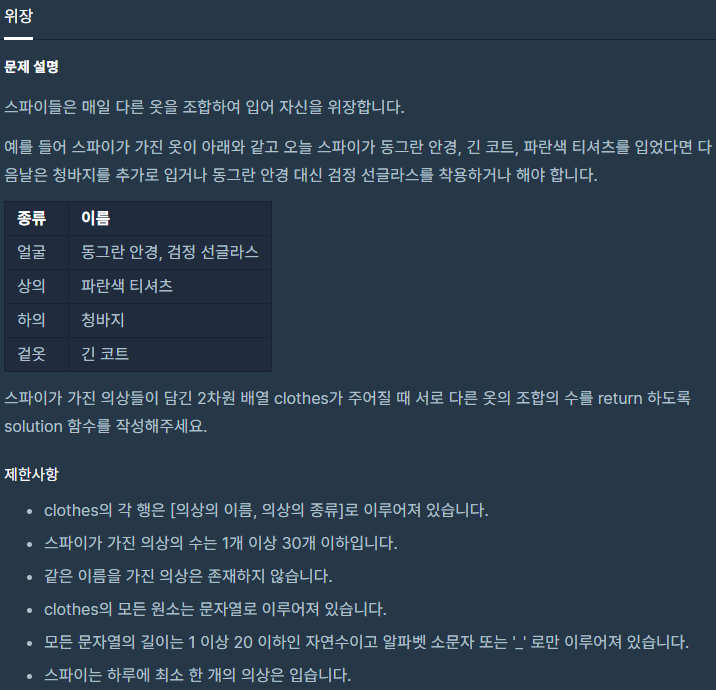 위장
문제 설명
스파이들은 매일 다른 옷을 조합하여 입어 자신을 위장합니다.
예를 들어 스파이가 가진 옷이 아래와 같고 오늘 스파이가 동그란 안경, 긴 코트, 파란색 티셔츠를 입었다면 다
음날은 청바지를 추가로 입거나 동그란 안경 대신 검정 선글라스를 착용하거나 해야 합니다.
종류 이름
얼굴 동그란 안경, 검정 선글라스
상의 파란색 티셔츠
하의 청바지
겉옷 긴 코트
스파이가 가진 의상들이 담긴 2차원 배열 clothes가 주어질 때 서로 다른 옷의 조합의 수를 return 하도록
solution 함수를 작성해주세요.
제한사항
• clothes의 각 행은 [의상의 이름, 의상의 종류]로 이루어져 있습니다.
• 스파이가 가진 의상의 수는 1개 이상 30개 이하입니다.
• 같은 이름을 가진 의상은 존재하지 않습니다.
• clothes의 모든 원소는 문자열로 이루어져 있습니다.
• 모든 문자열의 길이는 1 이상 20 이하인 자연수이고 알파벳 소문자 또는 '_' 로만 이루어져 있습니다.
• 스파이는 하루에 최소 한 개의 의상은 입습니다.